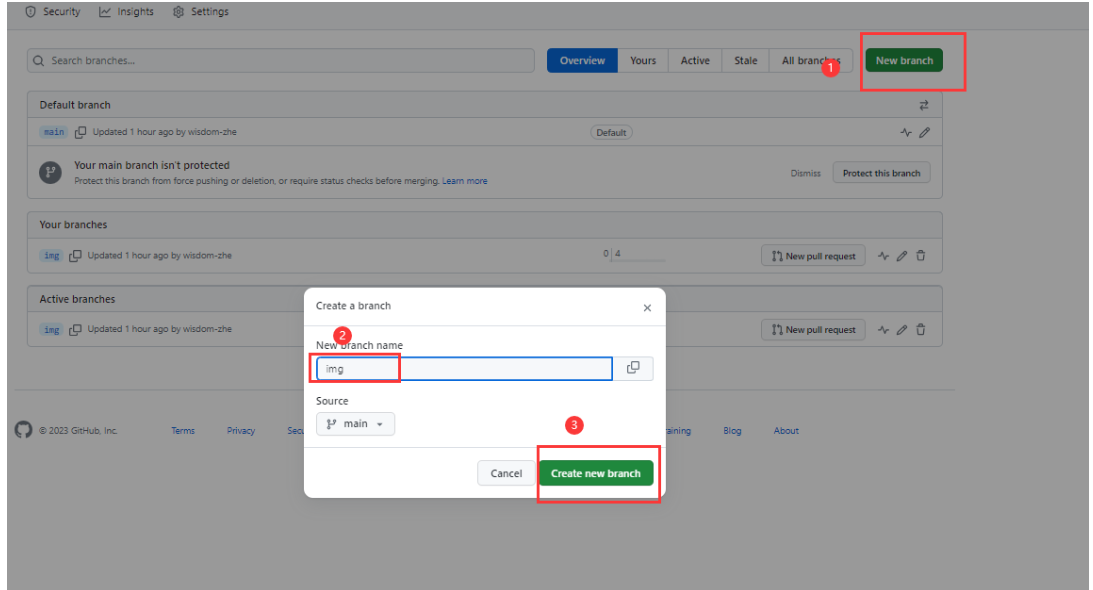 Security Insights Settings
Search branches... Overview Yours Active Stale All branches New branch
1
Default branch
main Updated 1 hour ago by wisdom-zhe Default
Your main branch isn't protected
Protect this branch from force pushing or deletion, or require status checks before merging. Learn more Dismiss Protect this branch
Your branches
img Updated 1 hour ago by wisdom-zhe 0 4 New pull request
Active branches
img Updated 1 hour ago by wisdom-zhe New pull request
Create a branch
2
New branch name
img
Source
main
3
Cancel Create new branch
© 2023 GitHub, Inc. Terms Privacy Blog About